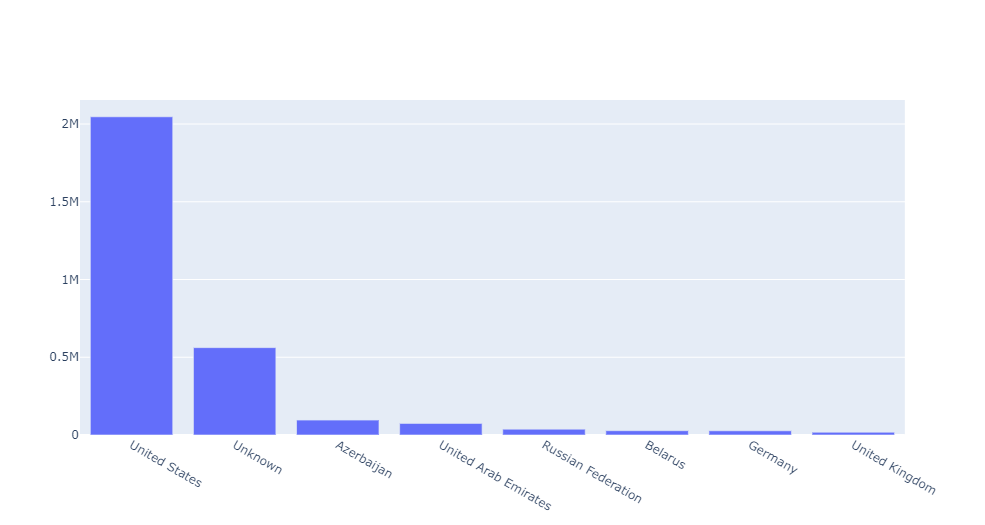 2M
1.5M
1M
0.5M
0
United States
Unknown
Azerbaijan
United Arab Emirates
Russian Federation
Belarus
Germany
United Kingdom